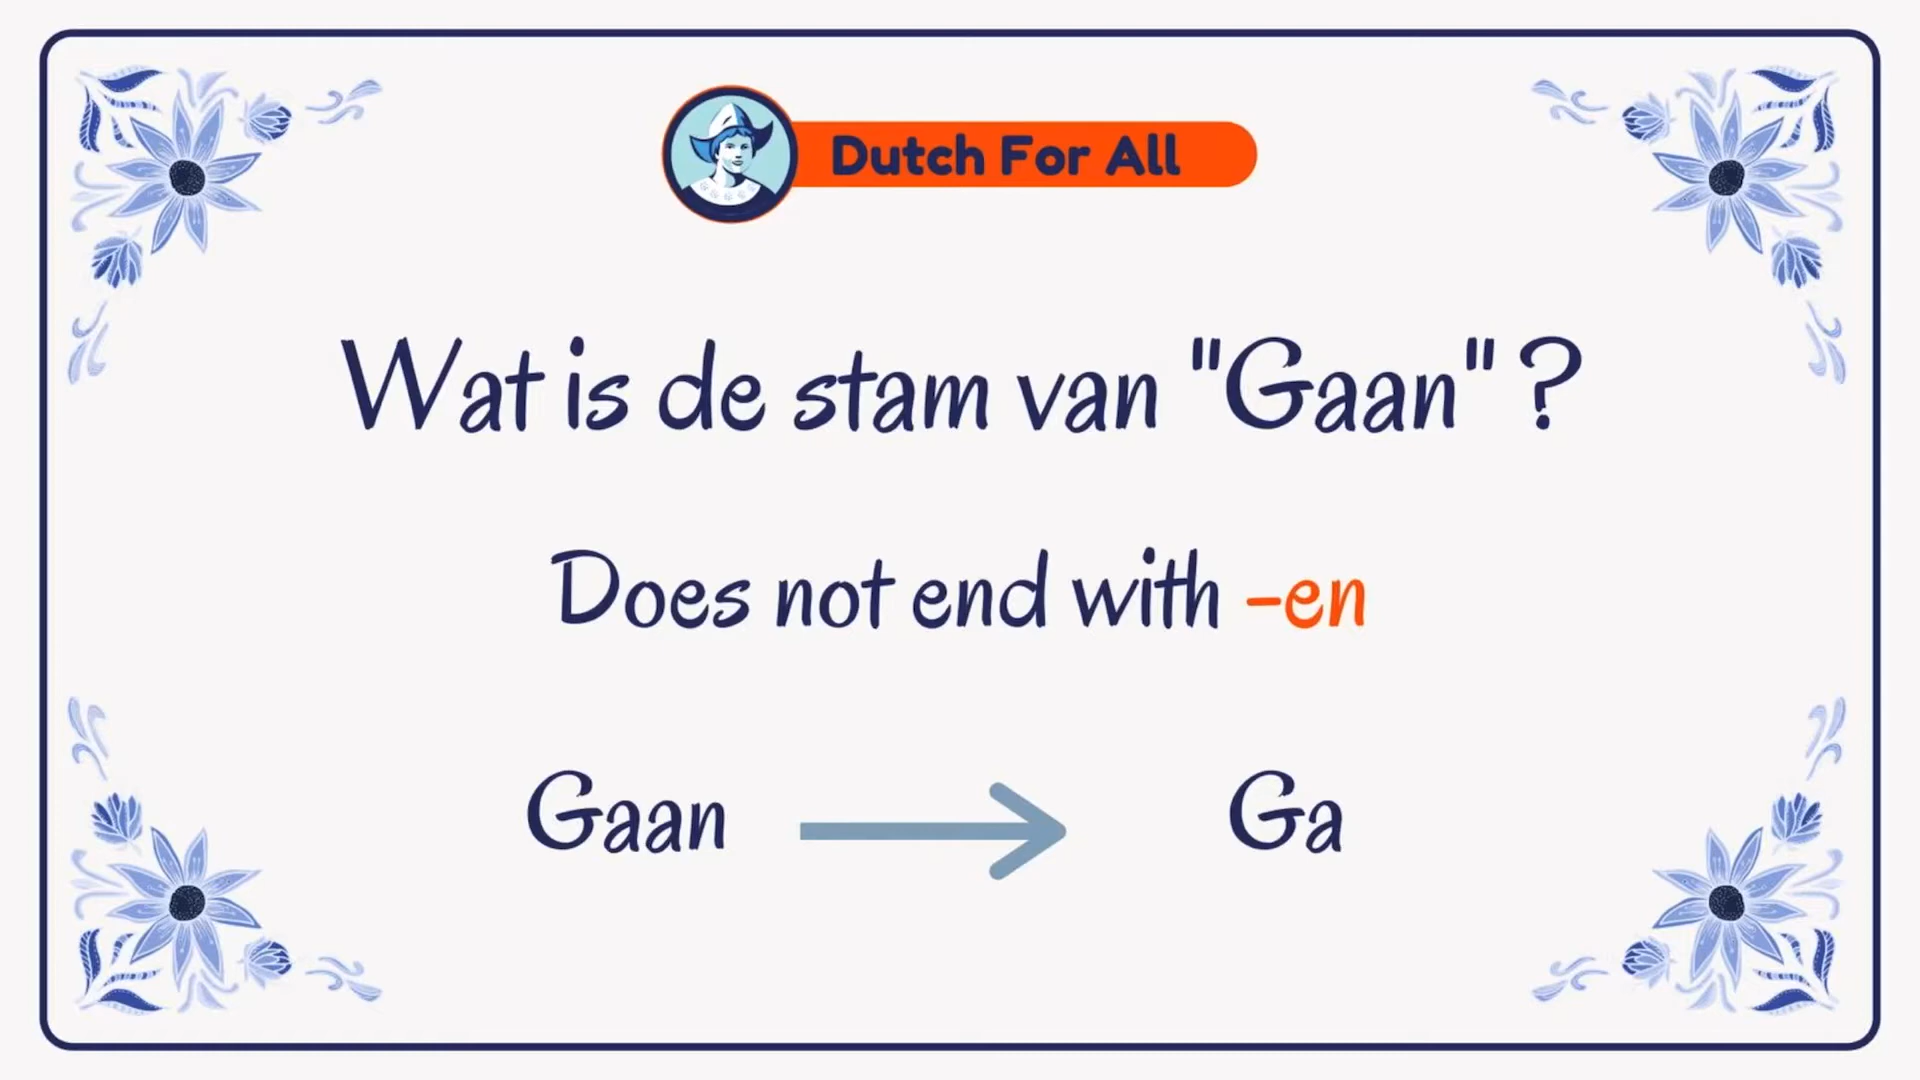 Dutch For All
Wat is de stam van "Gaan" ?
Does not end with -en
Gaan
Ga